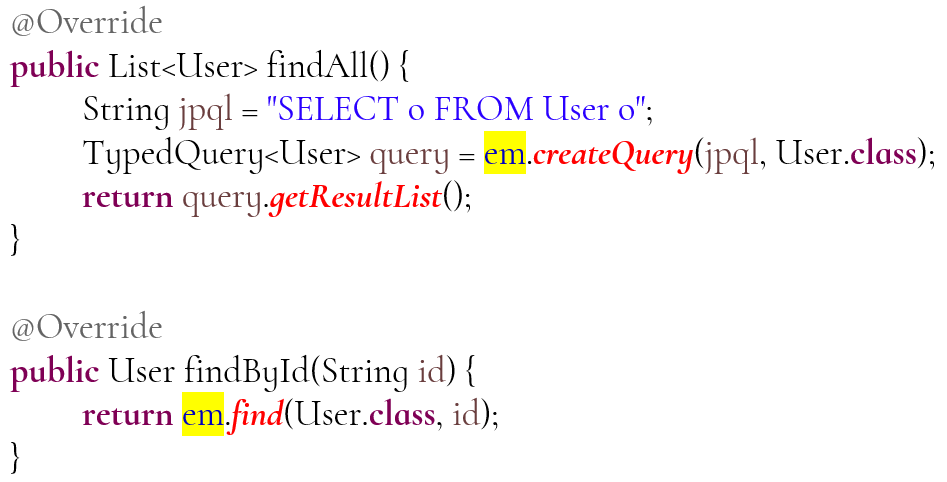 @Override
public List<User> findAll() {
String jpql = "SELECT o FROM User o";
TypedQuery<User> query = em.createQuery(jpql, User.class);
return query.getResultList();
}
@Override
public User findById(String id) {
return em.find(User.class, id);
}